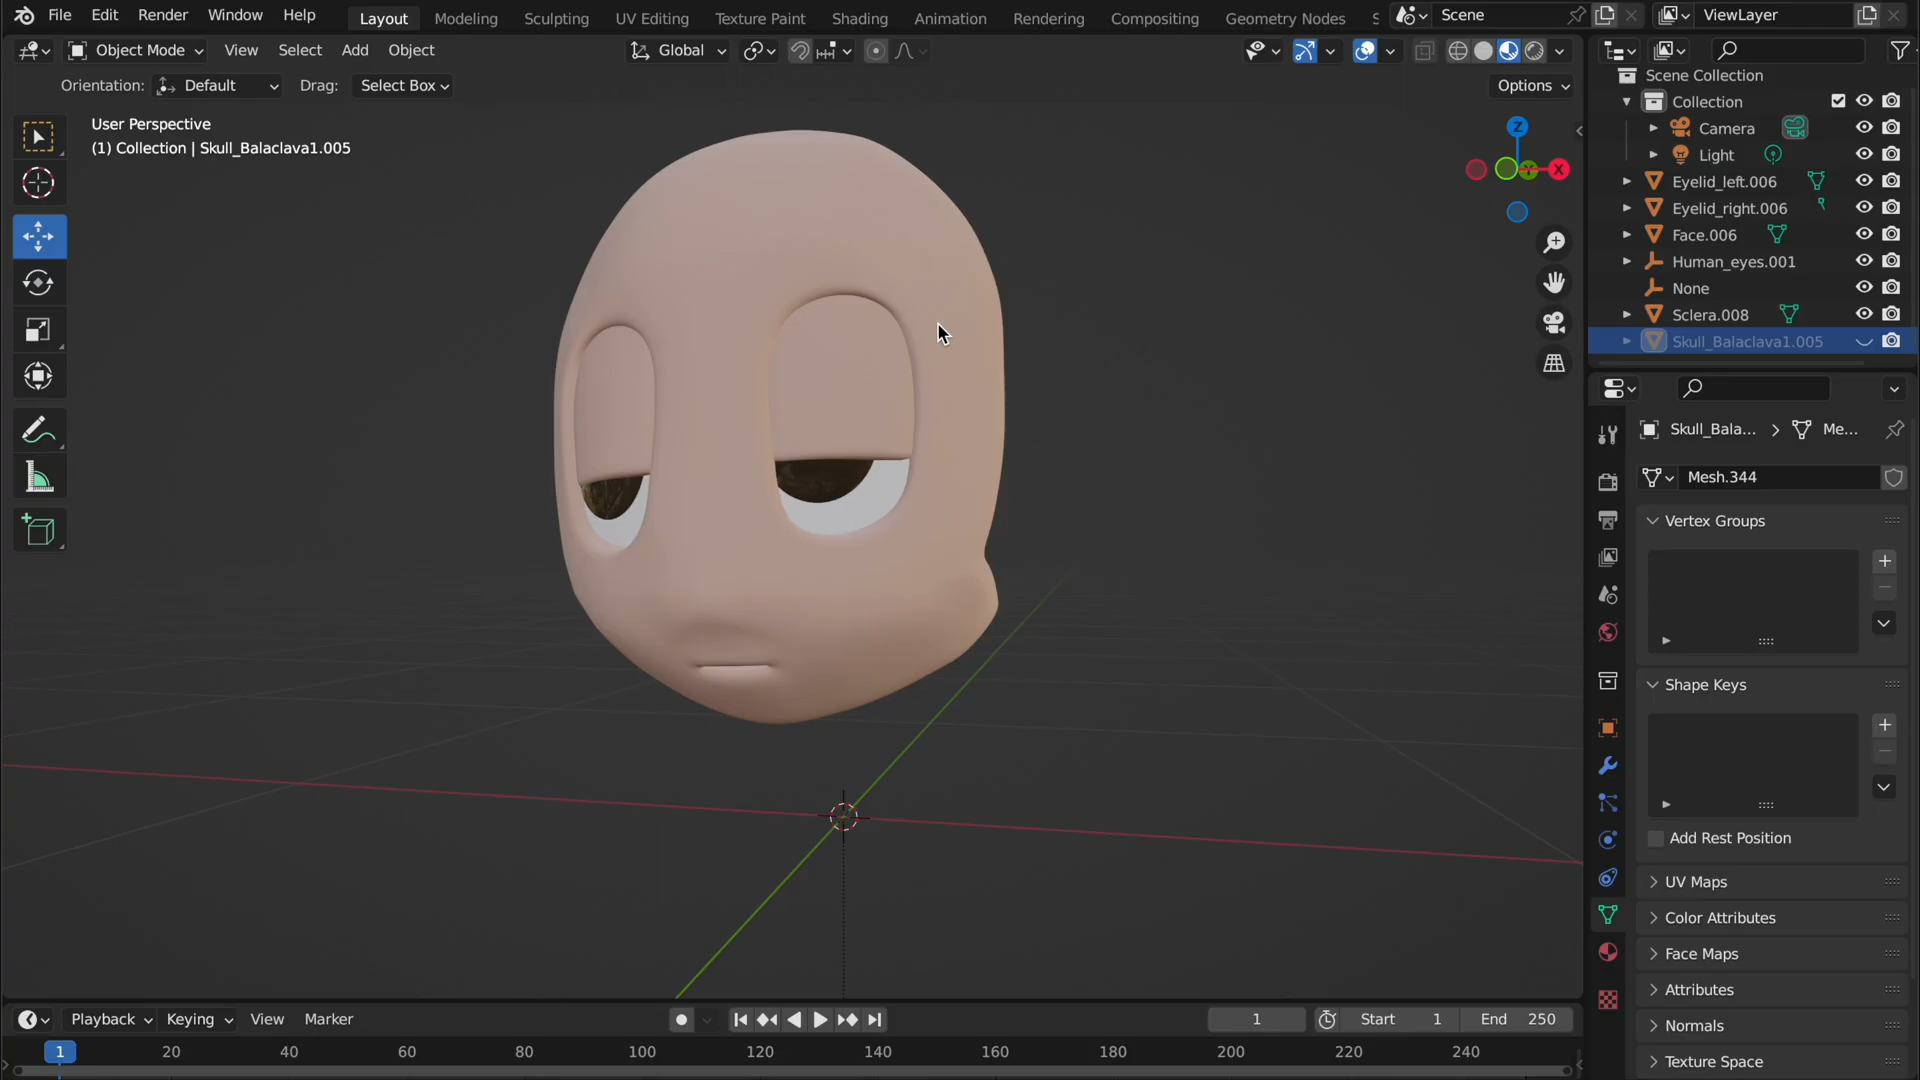 File Edit Render Window Help
Layout Modeling Sculpting UV Editing Texture Paint Shading Animation Rendering Compositing Geometry Nodes S
Scene
ViewLayer
Object Mode View Select Add Object
Global
Orientation: Default Drag: Select Box
Options
User Perspective
(1) Collection | Skull_Balaclava1.005
Z
Y
X
Scene Collection
Collection
Camera
Light
Eyelid_left.006
Eyelid_right.006
Face.006
Human_eyes.001
None
Sclera.008
Skull_Balaclava1.005
Skull_Bala... > Me...
Mesh.344
Vertex Groups
Shape Keys
Add Rest Position
UV Maps
Color Attributes
Face Maps
Attributes
Normals
Texture Space
Playback Keying View Marker
1
Start 1
End 250
1 20 40 60 80 100 120 140 160 180 200 220 240